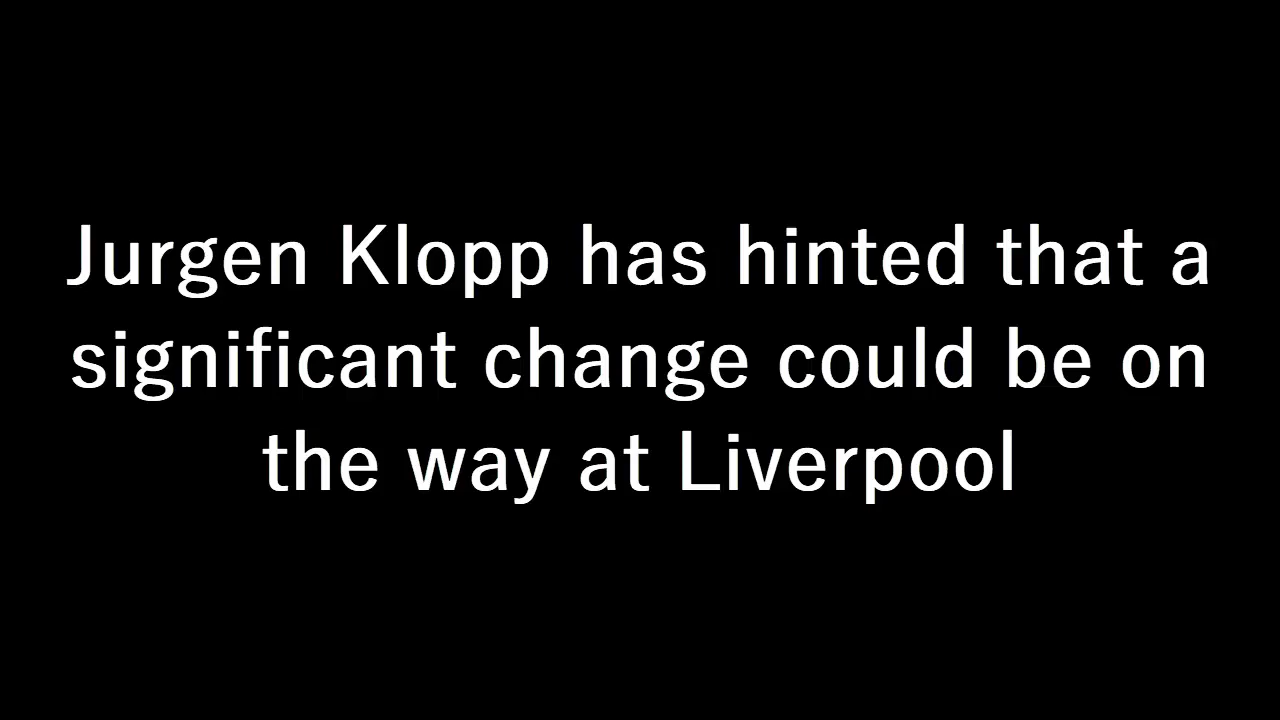 Jurgen Klopp has hinted that a
significant change could be on
the way at Liverpool